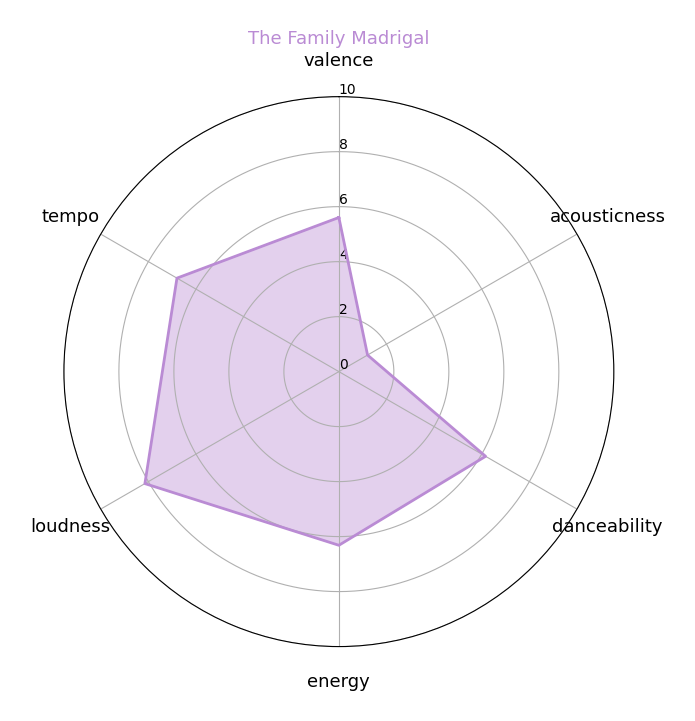 The Family Madrigal
valence
10
8
6
4
2
0
tempo
acousticness
loudness
danceability
energy